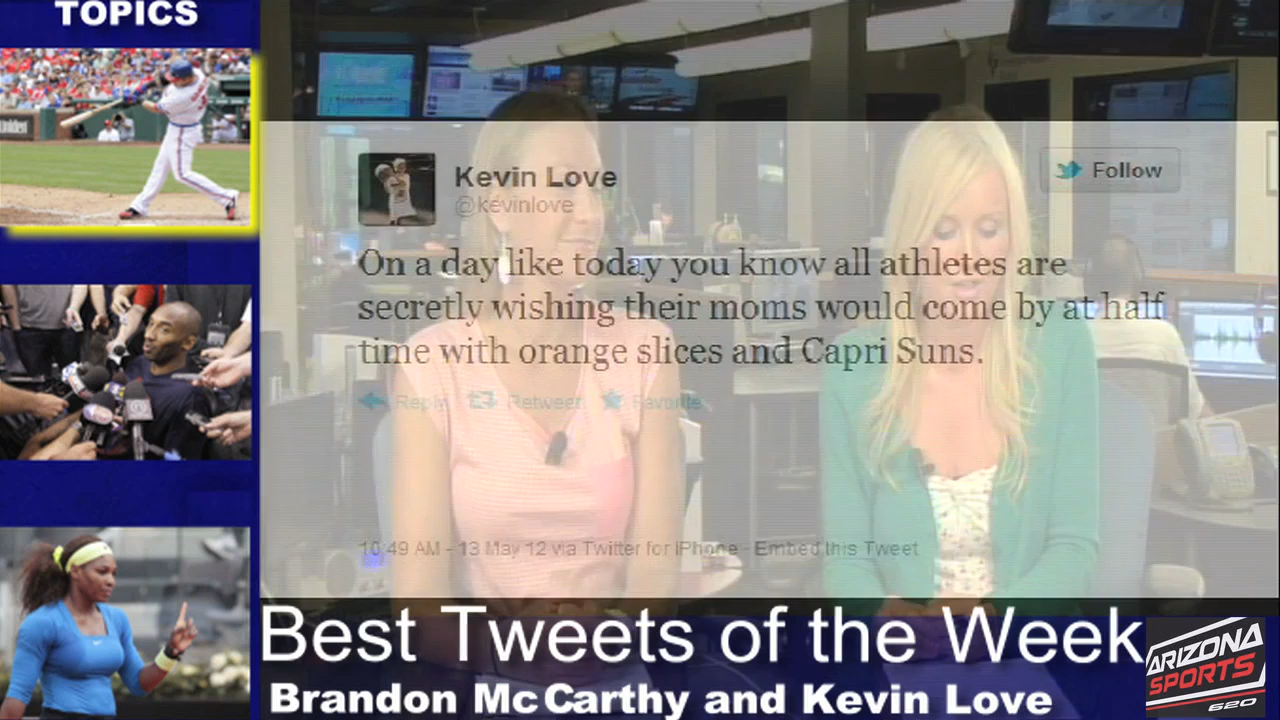 TOPICS
Kevin Love
@kevinlove
Follow
On a day like today you know all athletes are
secretly wishing their moms would come by at half
time with orange slices and Capri Suns.
Reply Retweet Favorite
10:49 AM - 13 May 12 via Twitter for iPhone · Embed this Tweet
Best Tweets of the Week
Brandon McCarthy and Kevin Love
ARIZONA
SPORTS
620